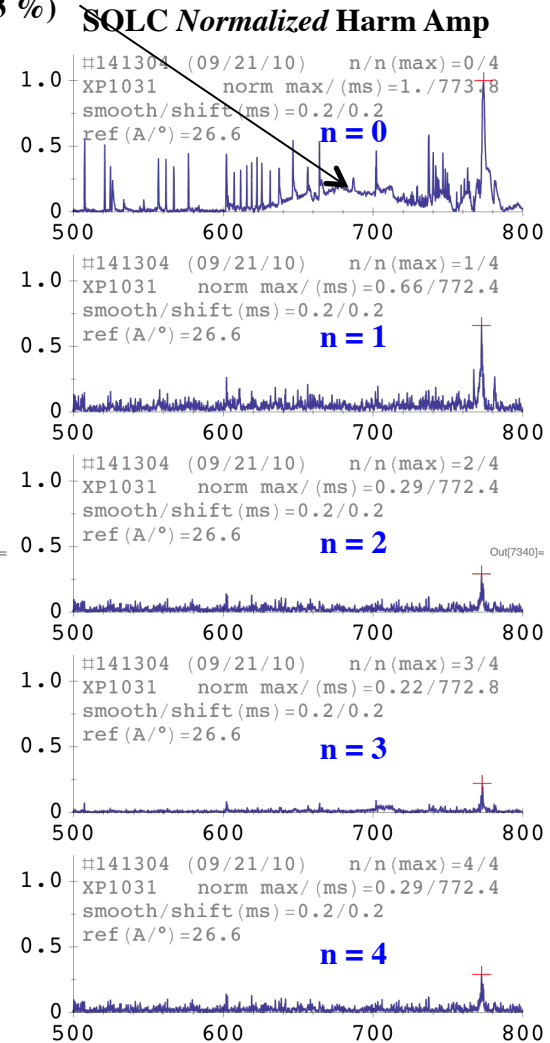 %)
SOLC Normalized Harm Amp
#141304 (09/21/10) n/n(max)=0/4
XP1031 norm max/(ms)=1./773.8
smooth/shift(ms)=0.2/0.2
ref(A/°)=26.6
n = 0
1.0
0.5
0
500 600 700 800
#141304 (09/21/10) n/n(max)=1/4
XP1031 norm max/(ms)=0.66/772.4
smooth/shift(ms)=0.2/0.2
ref(A/°)=26.6
n = 1
1.0
0.5
0
500 600 700 800
#141304 (09/21/10) n/n(max)=2/4
XP1031 norm max/(ms)=0.29/772.4
smooth/shift(ms)=0.2/0.2
ref(A/°)=26.6
n = 2
1.0
= 0.5
Out[7340]=
0
500 600 700 800
#141304 (09/21/10) n/n(max)=3/4
XP1031 norm max/(ms)=0.22/772.8
smooth/shift(ms)=0.2/0.2
ref(A/°)=26.6
n = 3
1.0
0.5
0
500 600 700 800
#141304 (09/21/10) n/n(max)=4/4
XP1031 norm max/(ms)=0.29/772.4
smooth/shift(ms)=0.2/0.2
ref(A/°)=26.6
n = 4
1.0
0.5
0
500 600 700 800